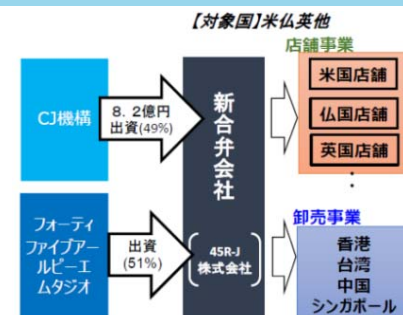 【対象国】米仏英他
店舗事業
CJ機構
8.2億円
出資(49%)
新合弁会社
米国店舗
仏国店舗
英国店舗
フォーティ
ファイブアー
ルピーエ
ムタジオ
出資
(51%)
45R-J
株式会社
卸売事業
香港
台湾
中国
シンガポール